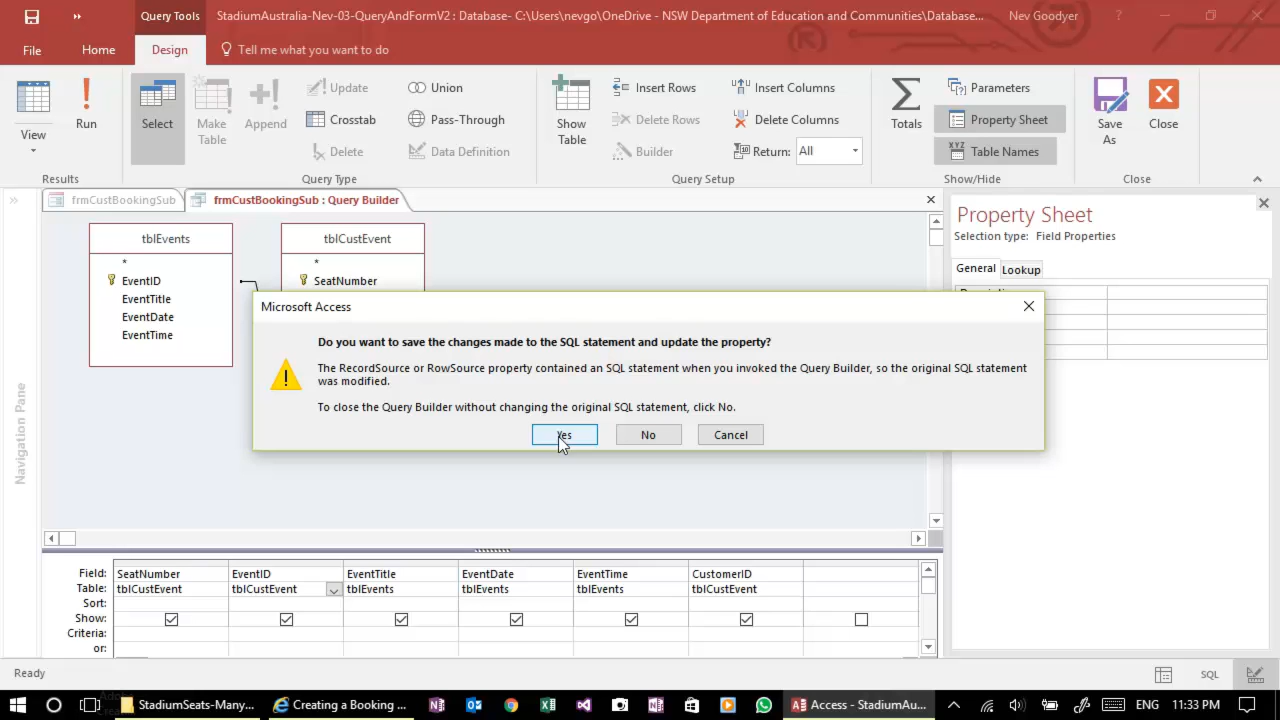 Query Tools
StadiumAustralia-Nev-03-QueryAndFormV2 : Database- C:\Users\nevgo\OneDrive - NSW Department of Education and Communities\Database...
Nev Goodyer
?
File
Home
Design
Tell me what you want to do
View
Run
Select
Make Table
Append
Update
Crosstab
Delete
Union
Pass-Through
Data Definition
Show Table
Insert Rows
Delete Rows
Builder
Insert Columns
Delete Columns
Return: All
Totals
Parameters
Property Sheet
XYZ Table Names
Save As
Close
Results
Query Type
Query Setup
Show/Hide
Close
frmCustBookingSub
frmCustBookingSub : Query Builder
Navigation Pane
tblEvents
*
EventID
EventTitle
EventDate
EventTime
tblCustEvent
*
SeatNumber
Property Sheet
Selection type: Field Properties
General
Lookup
Microsoft Access
Do you want to save the changes made to the SQL statement and update the property?
The RecordSource or RowSource property contained an SQL statement when you invoked the Query Builder, so the original SQL statement
was modified.
To close the Query Builder without changing the original SQL statement, click No.
Yes
No
Cancel
Field: SeatNumber EventID EventTitle EventDate EventTime CustomerID
Table: tblCustEvent tblCustEvent tblEvents tblEvents tblEvents tblCustEvent
Sort:
Show:
Criteria:
or:
Ready
SQL
StadiumSeats-Many...
Creating a Booking ...
Access - StadiumAu...
ENG
11:33 PM